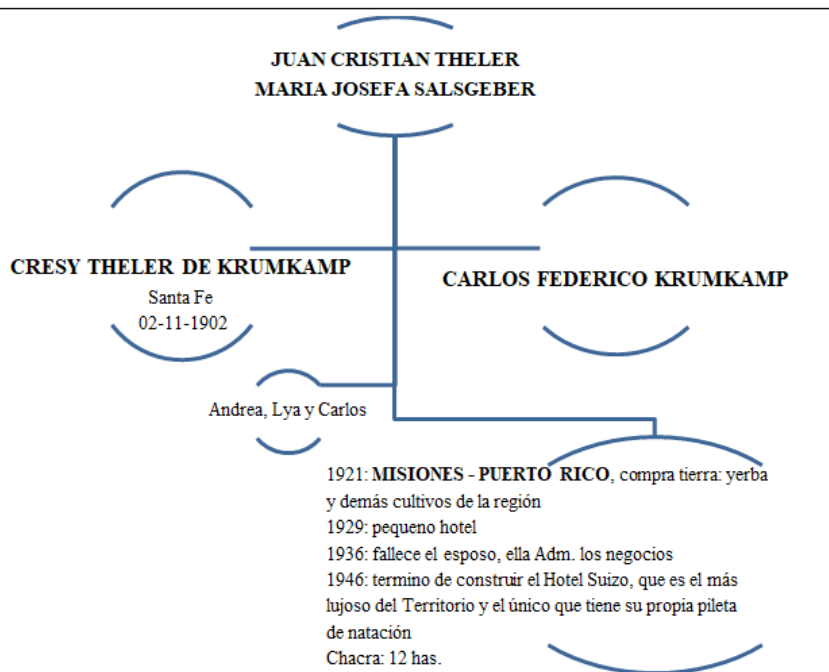 JUAN CRISTIAN THELER
MARIA JOSEFA SALSGEBER
CRESY THELER DE KRUMKAMP
Santa Fe
02-11-1902
CARLOS FEDERICO KRUMKAMP
Andrea, Lya y Carlos
1921: MISIONES - PUERTO RICO, compra tierra: yerba
y demás cultivos de la región
1929: pequeno hotel
1936: fallece el esposo, ella Adm. los negocios
1946: termino de construir el Hotel Suizo, que es el más
lujoso del Territorio y el único que tiene su propia pileta
de natación
Chacra: 12 has.